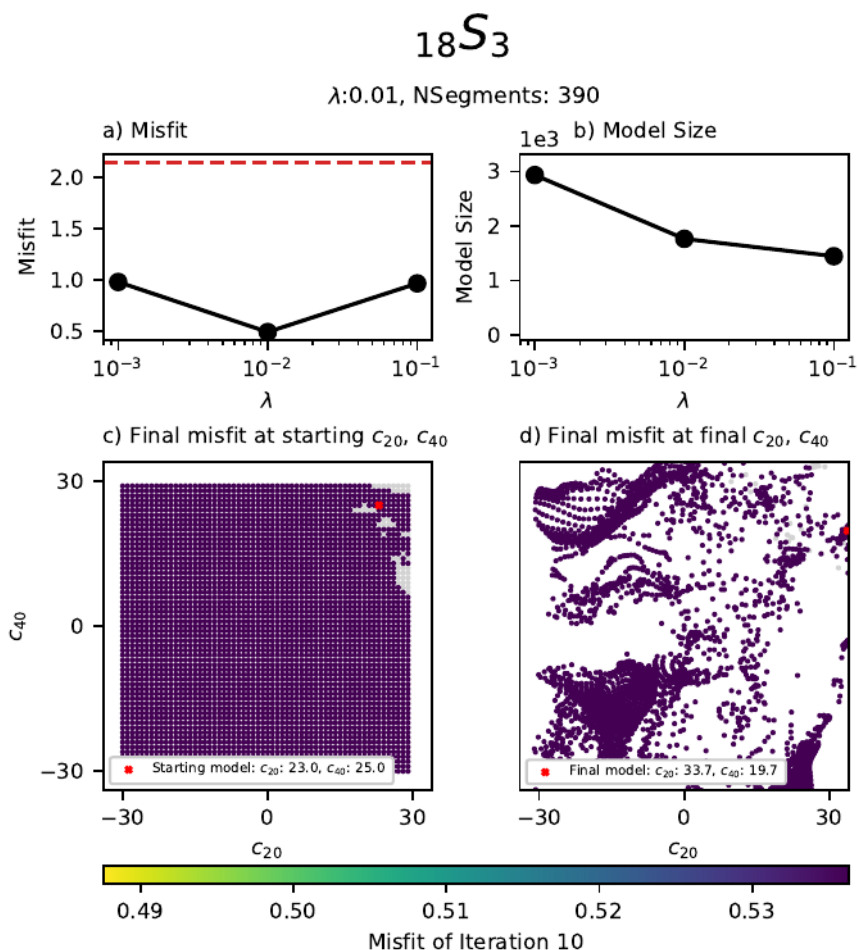 ₁₈S₃
λ:0.01, NSegments: 390
a) Misfit
b) Model Size
1e3
Misfit
2.0
1.5
1.0
0.5
10⁻³ 10⁻² 10⁻¹
λ
Model Size
3
2
1
0
10⁻³ 10⁻² 10⁻¹
λ
c) Final misfit at starting c₂₀, c₄₀
d) Final misfit at final c₂₀, c₄₀
c₄₀
30
0
−30
Starting model: c₂₀: 23.0, c₄₀: 25.0
−30 0 30
c₂₀
Final model: c₂₀: 33.7, c₄₀: 19.7
−30 0 30
c₂₀
0.49 0.50 0.51 0.52 0.53
Misfit of Iteration 10